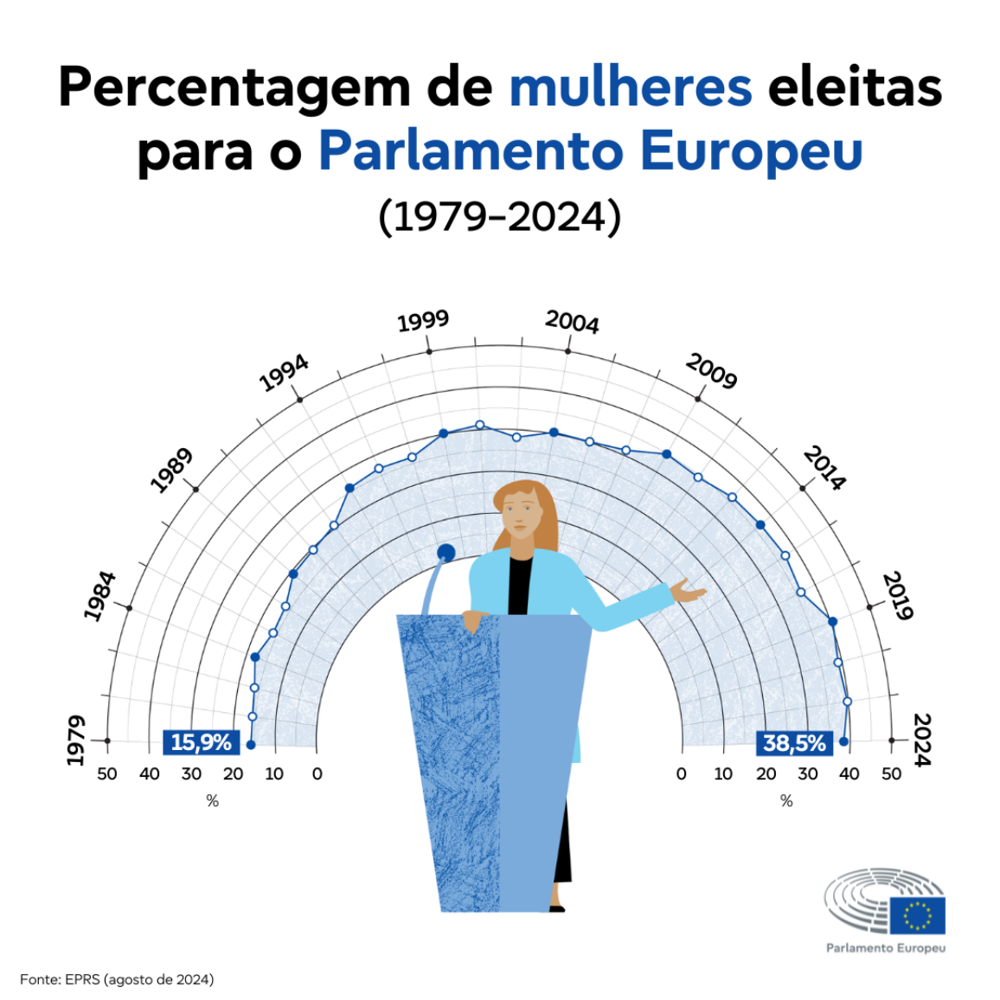 Percentagem de mulheres eleitas
para o Parlamento Europeu
(1979–2024)
1979
1984
1989
1994
1999
2004
2009
2014
2019
2024
15,9%
38,5%
50 40 30 20 10 0
%
0 10 20 30 40 50
%
Parlamento Europeu
Fonte: EPRS (agosto de 2024)